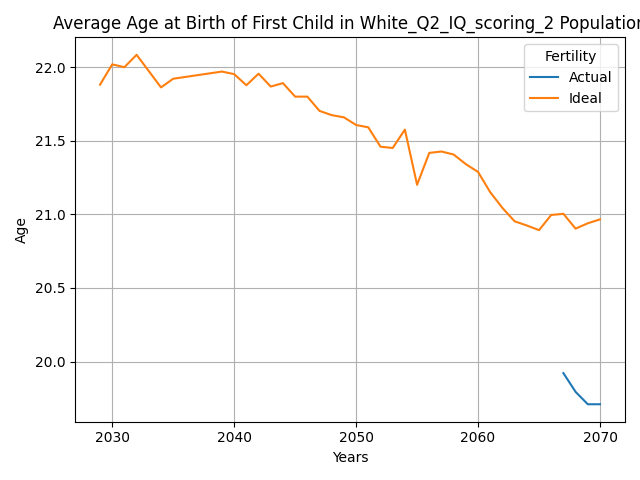 Average Age at Birth of First Child in White_Q2_IQ_scoring_2 Population
Fertility
Actual
Ideal
22.0
21.5
21.0
20.5
20.0
Age
2030 2040 2050 2060 2070
Years